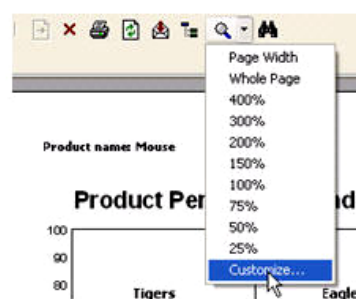 Page Width
Whole Page
400%
300%
200%
150%
100%
75%
50%
25%
Customize...
Product name: Mouse
Product Per
nd
100
90
80
Tigers
Eagle